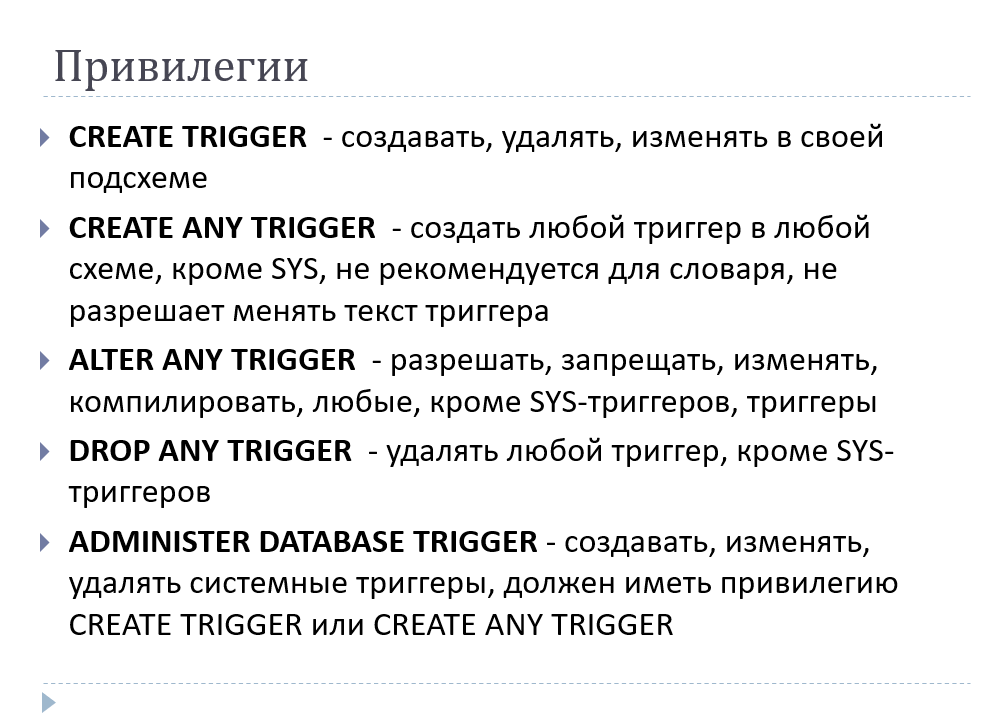 Привилегии
CREATE TRIGGER - создавать, удалять, изменять в своей
подсхеме
CREATE ANY TRIGGER - создать любой триггер в любой
схеме, кроме SYS, не рекомендуется для словаря, не
разрешает менять текст триггера
ALTER ANY TRIGGER - разрешать, запрещать, изменять,
компилировать, любые, кроме SYS-триггеров, триггеры
DROP ANY TRIGGER - удалять любой триггер, кроме SYS-
триггеров
ADMINISTER DATABASE TRIGGER - создавать, изменять,
удалять системные триггеры, должен иметь привилегию
CREATE TRIGGER или CREATE ANY TRIGGER